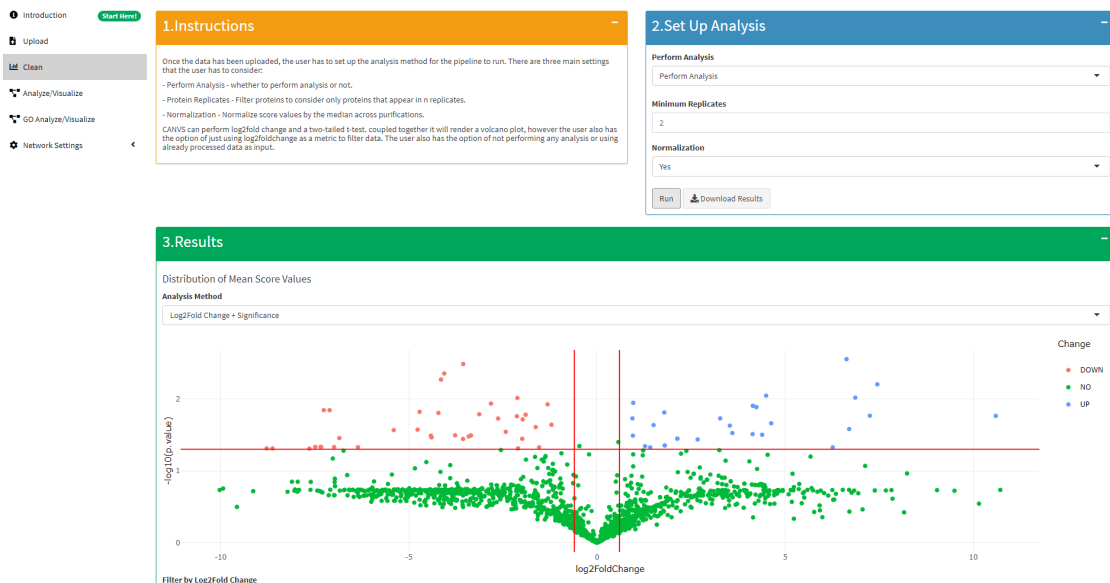 Introduction
Start Here!
Upload
Clean
Analyze/Visualize
GO Analyze/Visualize
Network Settings
1.Instructions
Once the data has been uploaded, the user has to set up the analysis method for the pipeline to run. There are three main settings
that the user has to consider:
- Perform Analysis - whether to perform analysis or not.
- Protein Replicates - Filter proteins to consider only proteins that appear in n replicates.
- Normalization - Normalize score values by the median across purifications.
CANVS can perform log2fold change and a two-tailed t-test. coupled together it will render a volcano plot, however the user also has
the option of just using log2foldchange as a metric to filter data. The user also has the option of not performing any analysis or using
already processed data as input.
2.Set Up Analysis
Perform Analysis
Perform Analysis
Minimum Replicates
2
Normalization
Yes
Run
Download Results
3.Results
Distribution of Mean Score Values
Analysis Method
Log2Fold Change + Significance
Change
DOWN
NO
UP
-log10(p. value)
2
1
0
-10
-5
0
5
10
log2FoldChange
Filter by Log2Fold Change